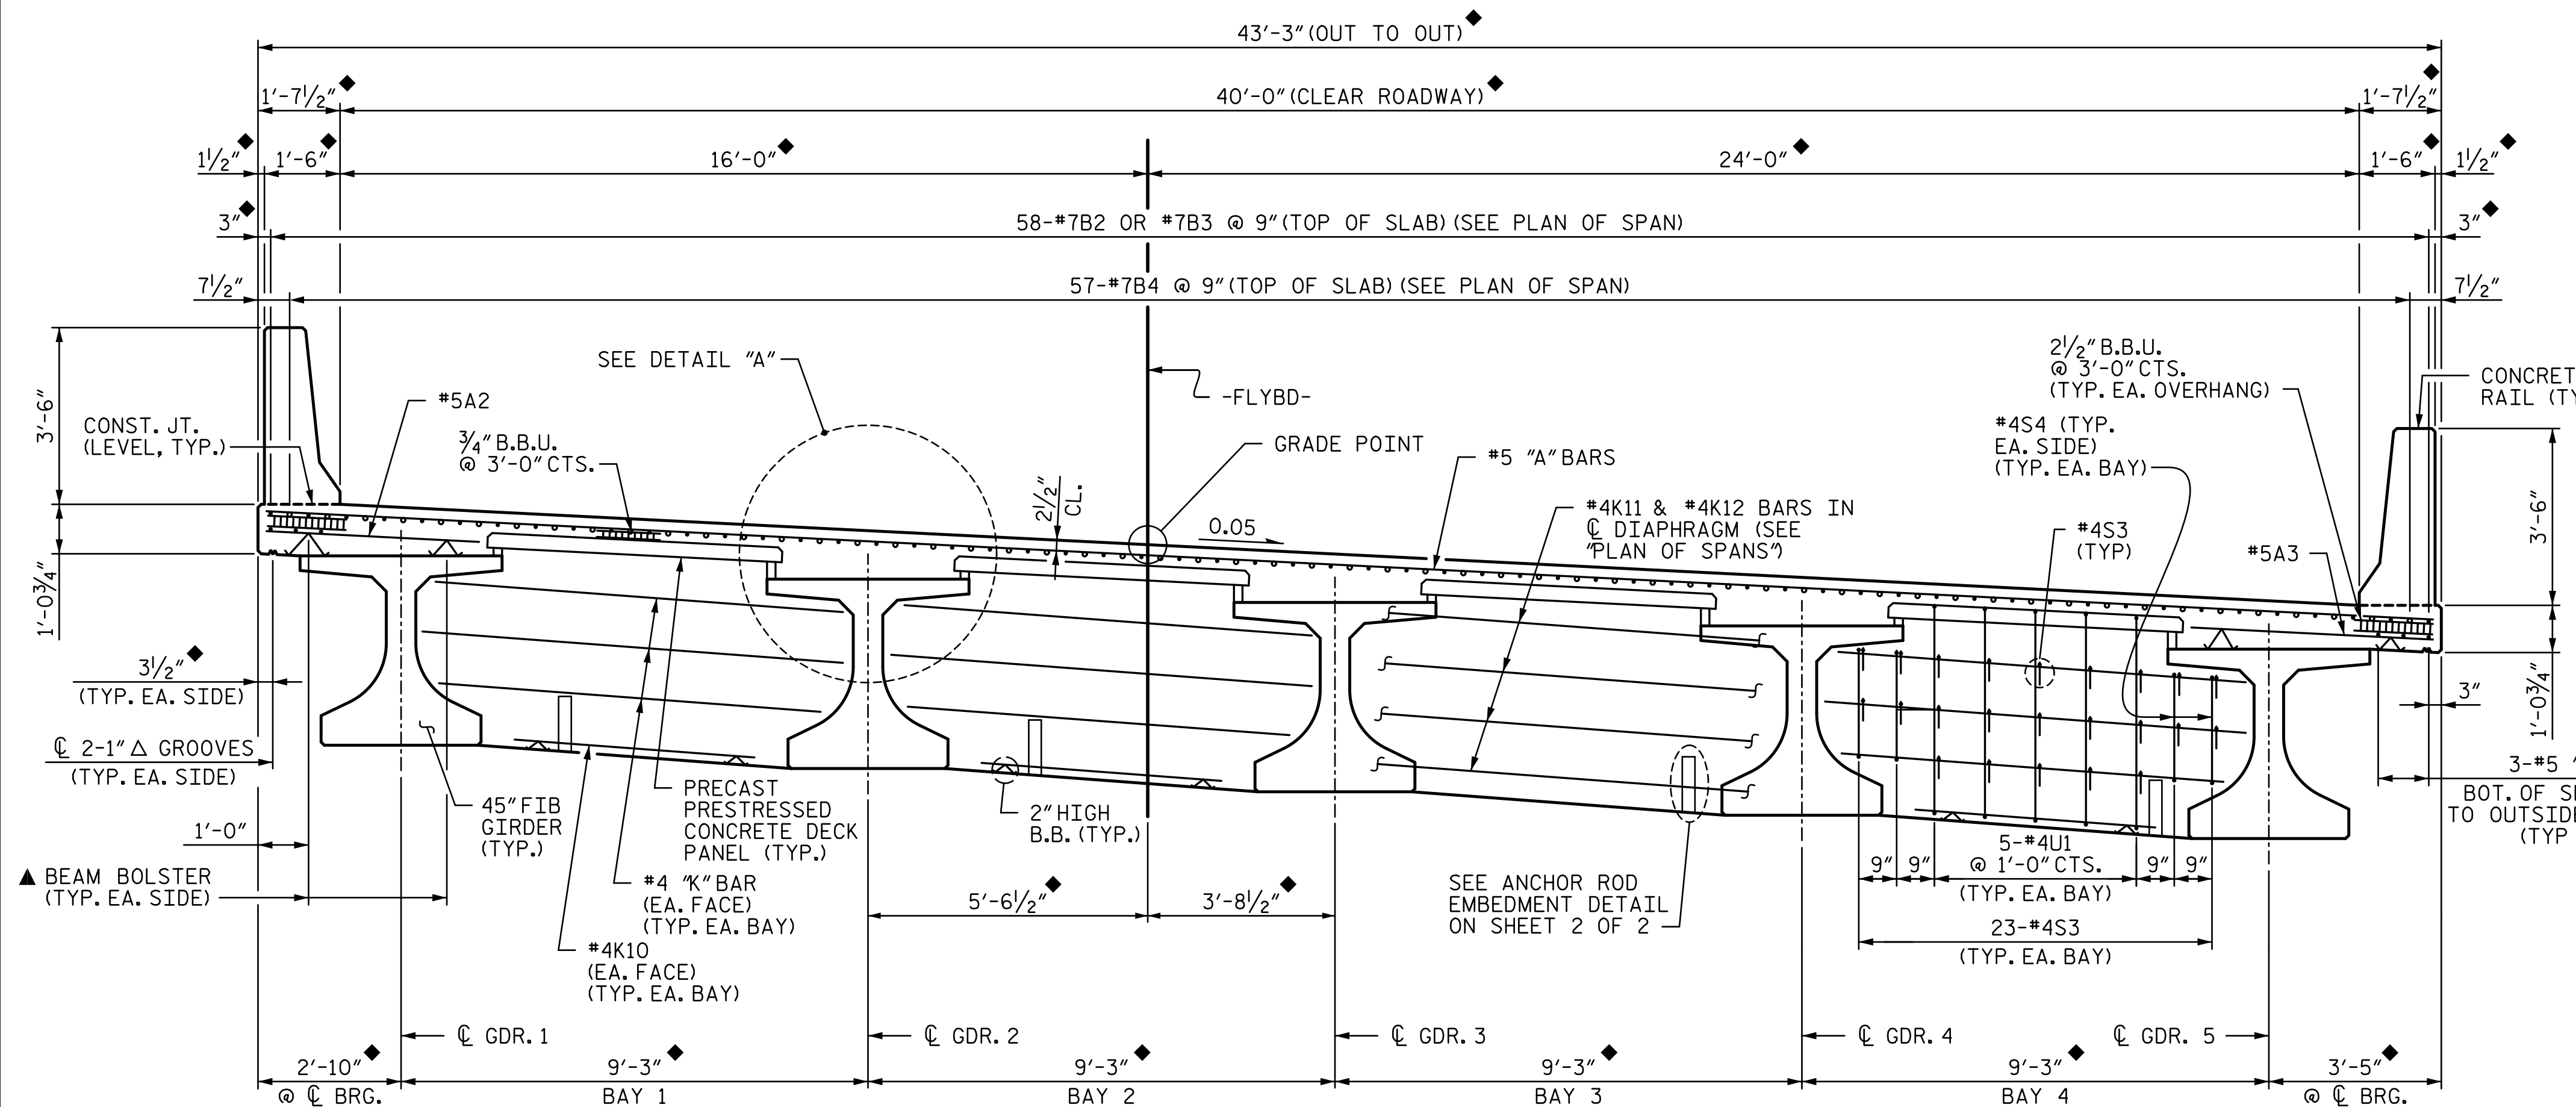 43'-3" (OUT TO OUT)◆
1'-7½"◆
40'-0" (CLEAR ROADWAY)◆
1'-7½"◆
1½"◆
1'-6"◆
16'-0"◆
24'-0"◆
1'-6"◆
1½"◆
3"◆
58-#7B2 OR #7B3 @ 9" (TOP OF SLAB) (SEE PLAN OF SPAN)
3"◆
7½"
57-#7B4 @ 9" (TOP OF SLAB) (SEE PLAN OF SPAN)
7½"
3'-6"
CONST. JT.
(LEVEL, TYP.)
#5A2
¾" B.B.U.
@ 3'-0" CTS.
SEE DETAIL "A"
-FLYBD-
GRADE POINT
2½"
CL.
0.05
#5 "A" BARS
#4K11 & #4K12 BARS IN
℄ DIAPHRAGM (SEE
"PLAN OF SPANS")
2½" B.B.U.
@ 3'-0" CTS.
(TYP. EA. OVERHANG)
#4S4 (TYP.
EA. SIDE)
(TYP. EA. BAY)
#4S3
(TYP)
#5A3
CONCRET
RAIL (TY
3'-6"
1'-0¾"
1'-0¾"
3½"◆
(TYP. EA. SIDE)
℄ 2-1" △ GROOVES
(TYP. EA. SIDE)
1'-0"
▲ BEAM BOLSTER
(TYP. EA. SIDE)
45" FIB
GIRDER
(TYP.)
PRECAST
PRESTRESSED
CONCRETE DECK
PANEL (TYP.)
#4 "K" BAR
(EA. FACE)
(TYP. EA. BAY)
#4K10
(EA. FACE)
(TYP. EA. BAY)
2" HIGH
B.B. (TYP.)
5'-6½"◆
3'-8½"◆
SEE ANCHOR ROD
EMBEDMENT DETAIL
ON SHEET 2 OF 2
9"
9"
5-#4U1
@ 1'-0" CTS.
(TYP. EA. BAY)
9"
9"
23-#4S3
(TYP. EA. BAY)
3"
3-#5 "
BOT. OF S
TO OUTSIDE
(TYP
℄ GDR. 1
℄ GDR. 2
℄ GDR. 3
℄ GDR. 4
℄ GDR. 5
2'-10"◆
@ ℄ BRG.
9'-3"◆
BAY 1
9'-3"◆
BAY 2
9'-3"◆
BAY 3
9'-3"◆
BAY 4
3'-5"◆
@ ℄ BRG.